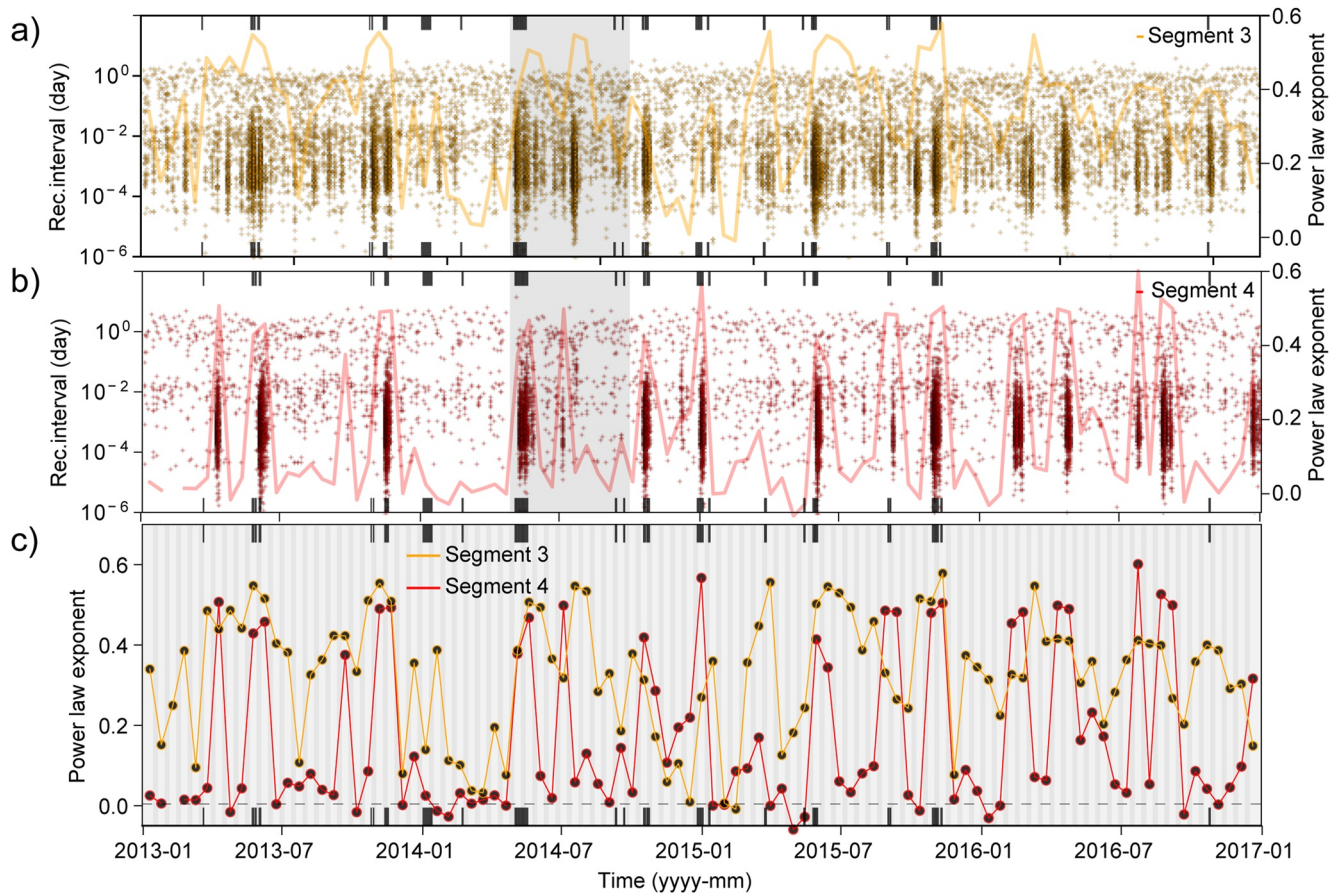 a)
Segment 3
Rec.interval (day)
10⁰
10⁻²
10⁻⁴
10⁻⁶
0.6
0.4
0.2
0.0
Power law exponent
b)
Segment 4
Rec.interval (day)
10⁰
10⁻²
10⁻⁴
10⁻⁶
0.6
0.4
0.2
0.0
Power law exponent
c)
Segment 3
Segment 4
Power law exponent
0.6
0.4
0.2
0.0
2013-01 2013-07 2014-01 2014-07 2015-01 2015-07 2016-01 2016-07 2017-01
Time (yyyy-mm)